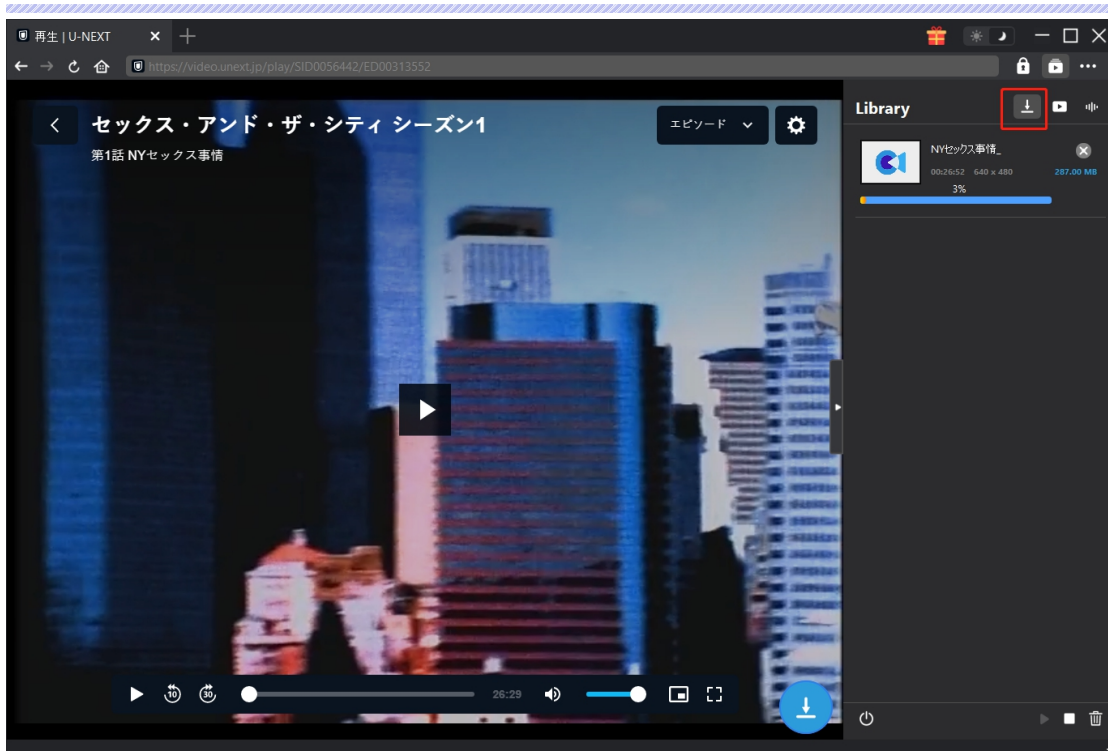 再生 | U-NEXT
https://video.unext.jp/play/SID0056442/ED00313552
セックス・アンド・ザ・シティ シーズン1
第1話 NYセックス事情
エピソード
Library
NYセックス事情_
00:26:52 640 x 480 287.00 MB
3%
10 30 26:29